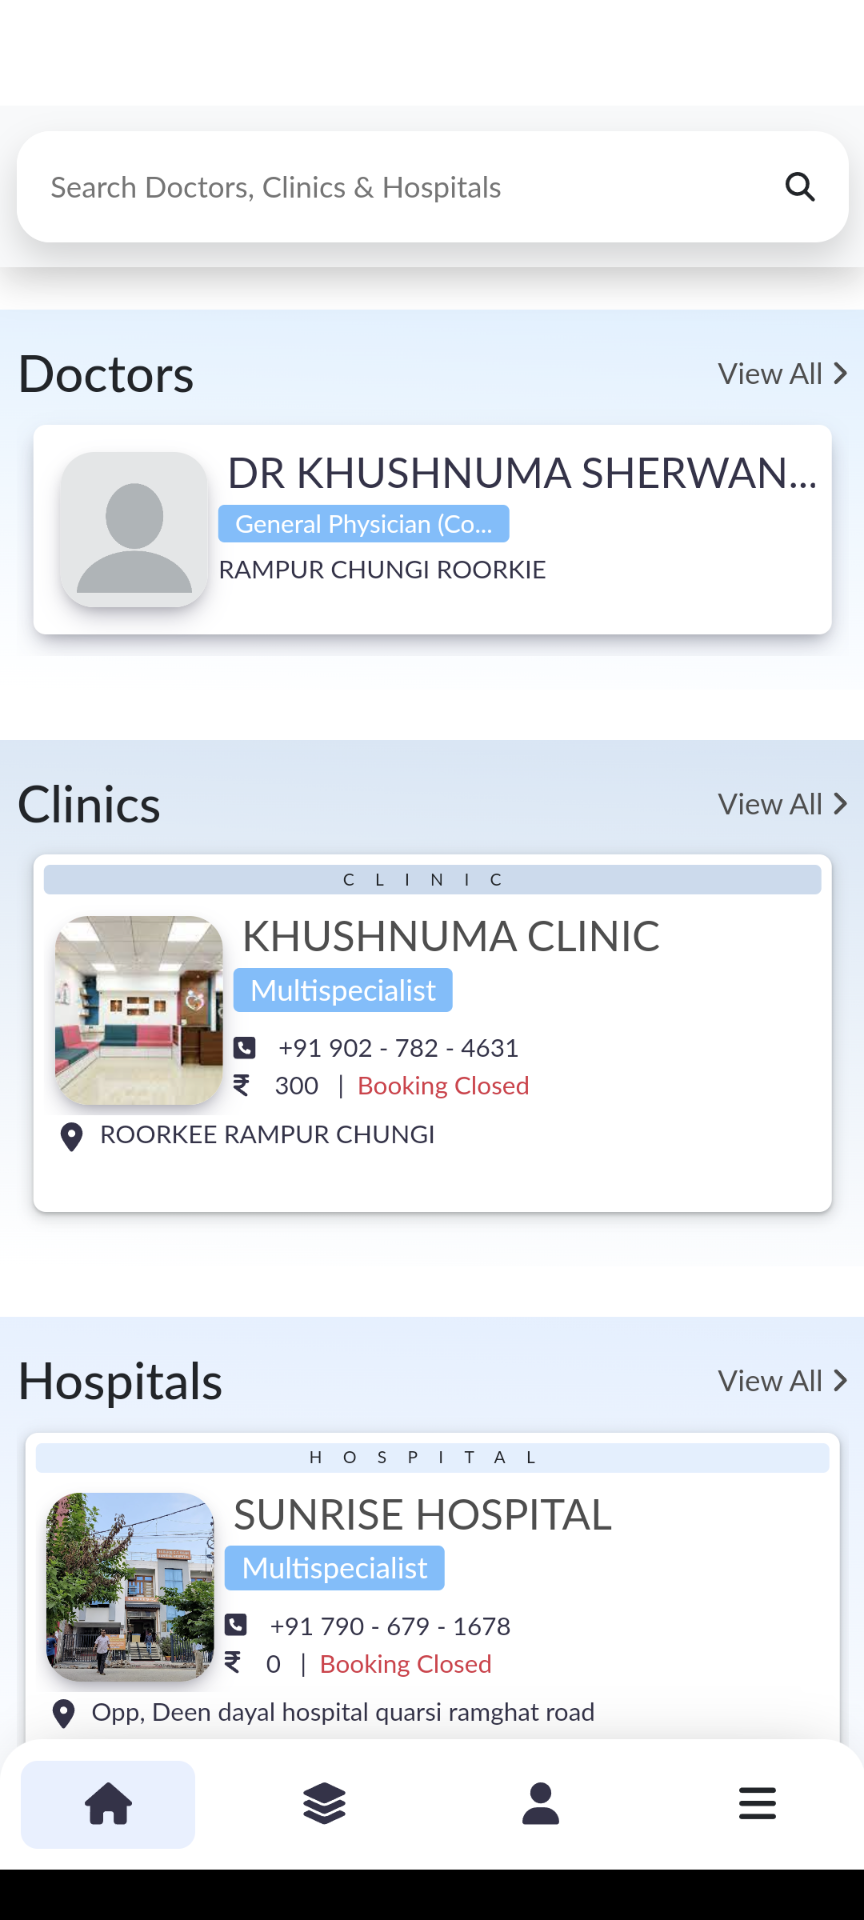 Search Doctors, Clinics & Hospitals
Doctors
View All
DR KHUSHNUMA SHERWAN...
General Physician (Co...
RAMPUR CHUNGI ROORKIE
Clinics
View All
CLINIC
KHUSHNUMA CLINIC
Multispecialist
+91 902 - 782 - 4631
₹ 300 | Booking Closed
ROORKEE RAMPUR CHUNGI
Hospitals
View All
HOSPITAL
SUNRISE HOSPITAL
Multispecialist
+91 790 - 679 - 1678
₹ 0 | Booking Closed
Opp, Deen dayal hospital quarsi ramghat road